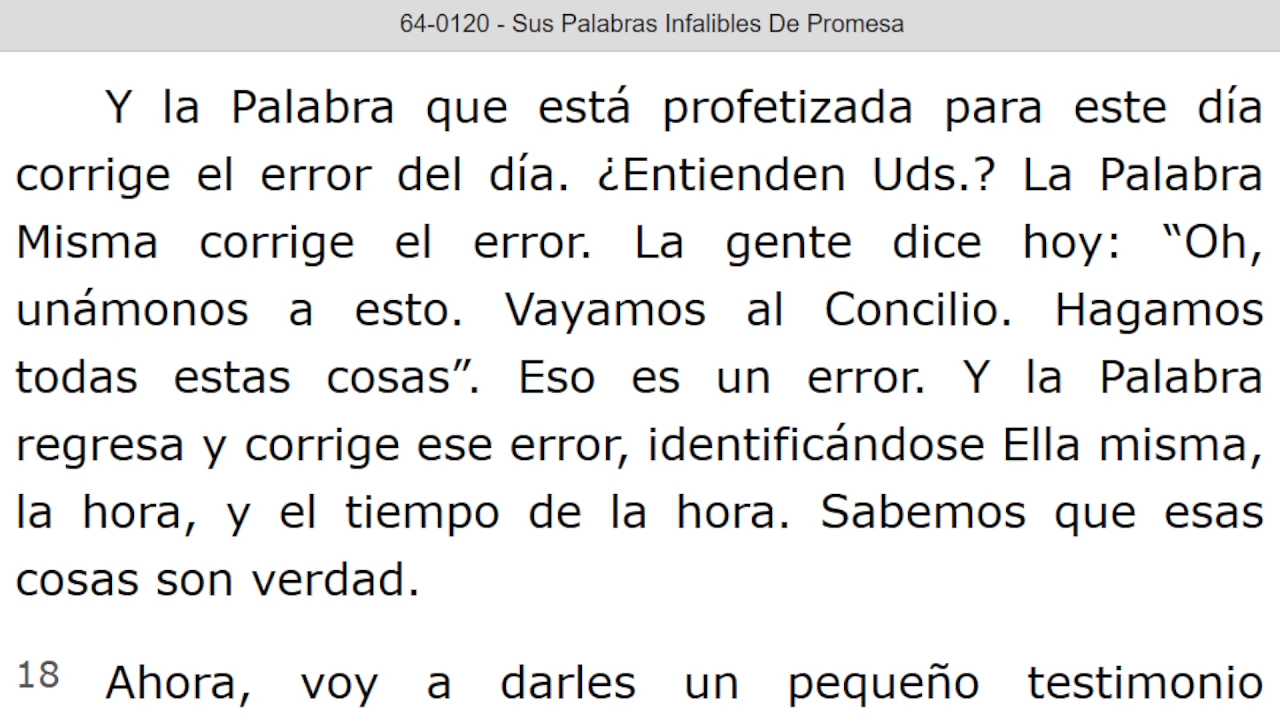 64-0120 - Sus Palabras Infalibles De Promesa
Y la Palabra que está profetizada para este día
corrige el error del día. ¿Entienden Uds.? La Palabra
Misma corrige el error. La gente dice hoy: “Oh,
unámonos a esto. Vayamos al Concilio. Hagamos
todas estas cosas”. Eso es un error. Y la Palabra
regresa y corrige ese error, identificándose Ella misma,
la hora, y el tiempo de la hora. Sabemos que esas
cosas son verdad.
18 Ahora, voy a darles un pequeño testimonio